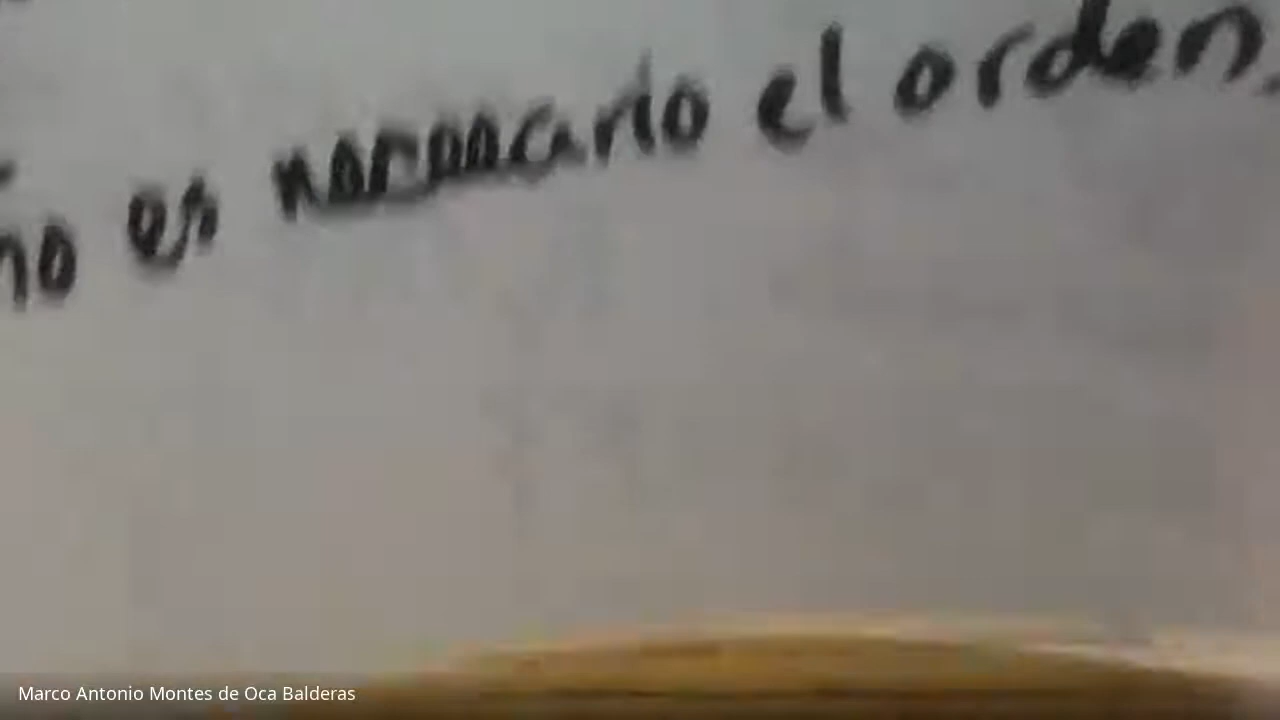 no es necesario el orden.
Marco Antonio Montes de Oca Balderas